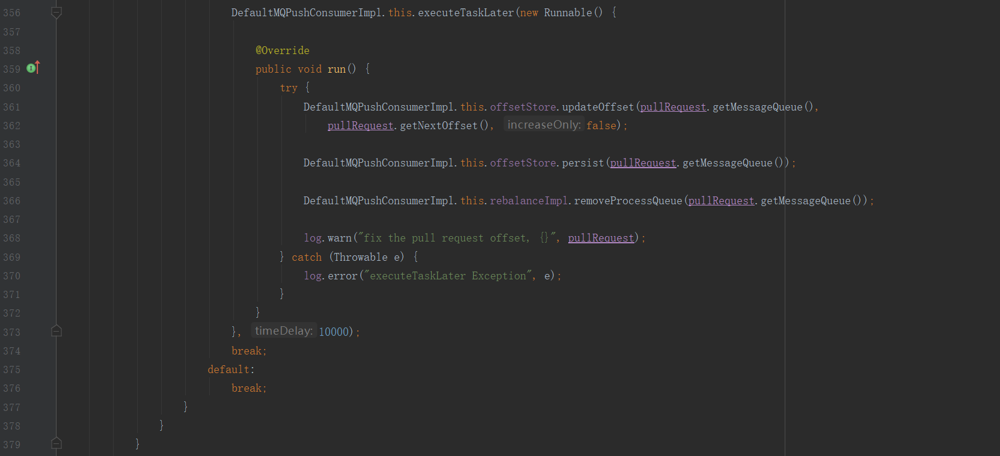 356 DefaultMQPushConsumerImpl.this.executeTaskLater(new Runnable() {
357
358 @Override
359 public void run() {
360 try {
361 DefaultMQPushConsumerImpl.this.offsetStore.updateOffset(pullRequest.getMessageQueue(),
362 pullRequest.getNextOffset(), increaseOnly: false);
363
364 DefaultMQPushConsumerImpl.this.offsetStore.persist(pullRequest.getMessageQueue());
365
366 DefaultMQPushConsumerImpl.this.rebalanceImpl.removeProcessQueue(pullRequest.getMessageQueue());
367
368 log.warn("fix the pull request offset, {}", pullRequest);
369 } catch (Throwable e) {
370 log.error("executeTaskLater Exception", e);
371 }
372 }
373 }, timeDelay: 10000);
374 break;
375 default:
376 break;
377 }
378 }
379 }